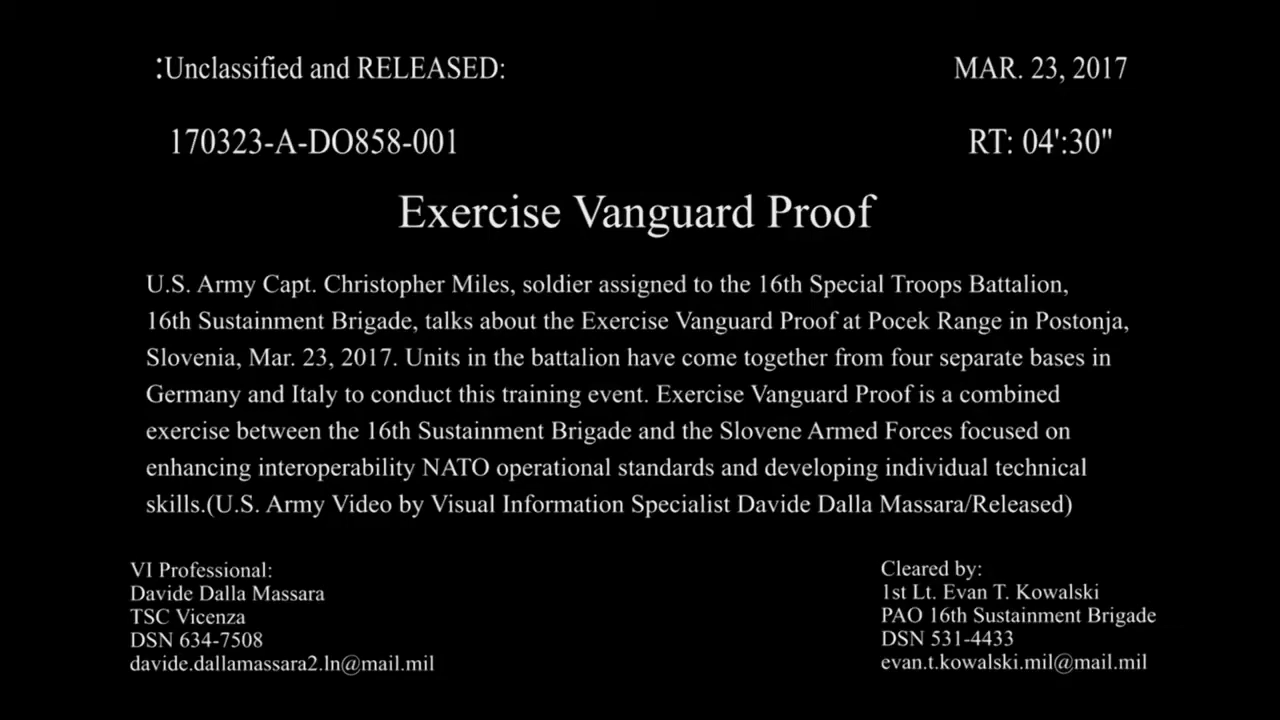 :Unclassified and RELEASED:
MAR. 23, 2017
170323-A-DO858-001
RT: 04':30"
Exercise Vanguard Proof
U.S. Army Capt. Christopher Miles, soldier assigned to the 16th Special Troops Battalion,
16th Sustainment Brigade, talks about the Exercise Vanguard Proof at Pocek Range in Postonja,
Slovenia, Mar. 23, 2017. Units in the battalion have come together from four separate bases in
Germany and Italy to conduct this training event. Exercise Vanguard Proof is a combined
exercise between the 16th Sustainment Brigade and the Slovene Armed Forces focused on
enhancing interoperability NATO operational standards and developing individual technical
skills.(U.S. Army Video by Visual Information Specialist Davide Dalla Massara/Released)
VI Professional:
Davide Dalla Massara
TSC Vicenza
DSN 634-7508
davide.dallamassara2.ln@mail.mil
Cleared by:
1st Lt. Evan T. Kowalski
PAO 16th Sustainment Brigade
DSN 531-4433
evan.t.kowalski.mil@mail.mil